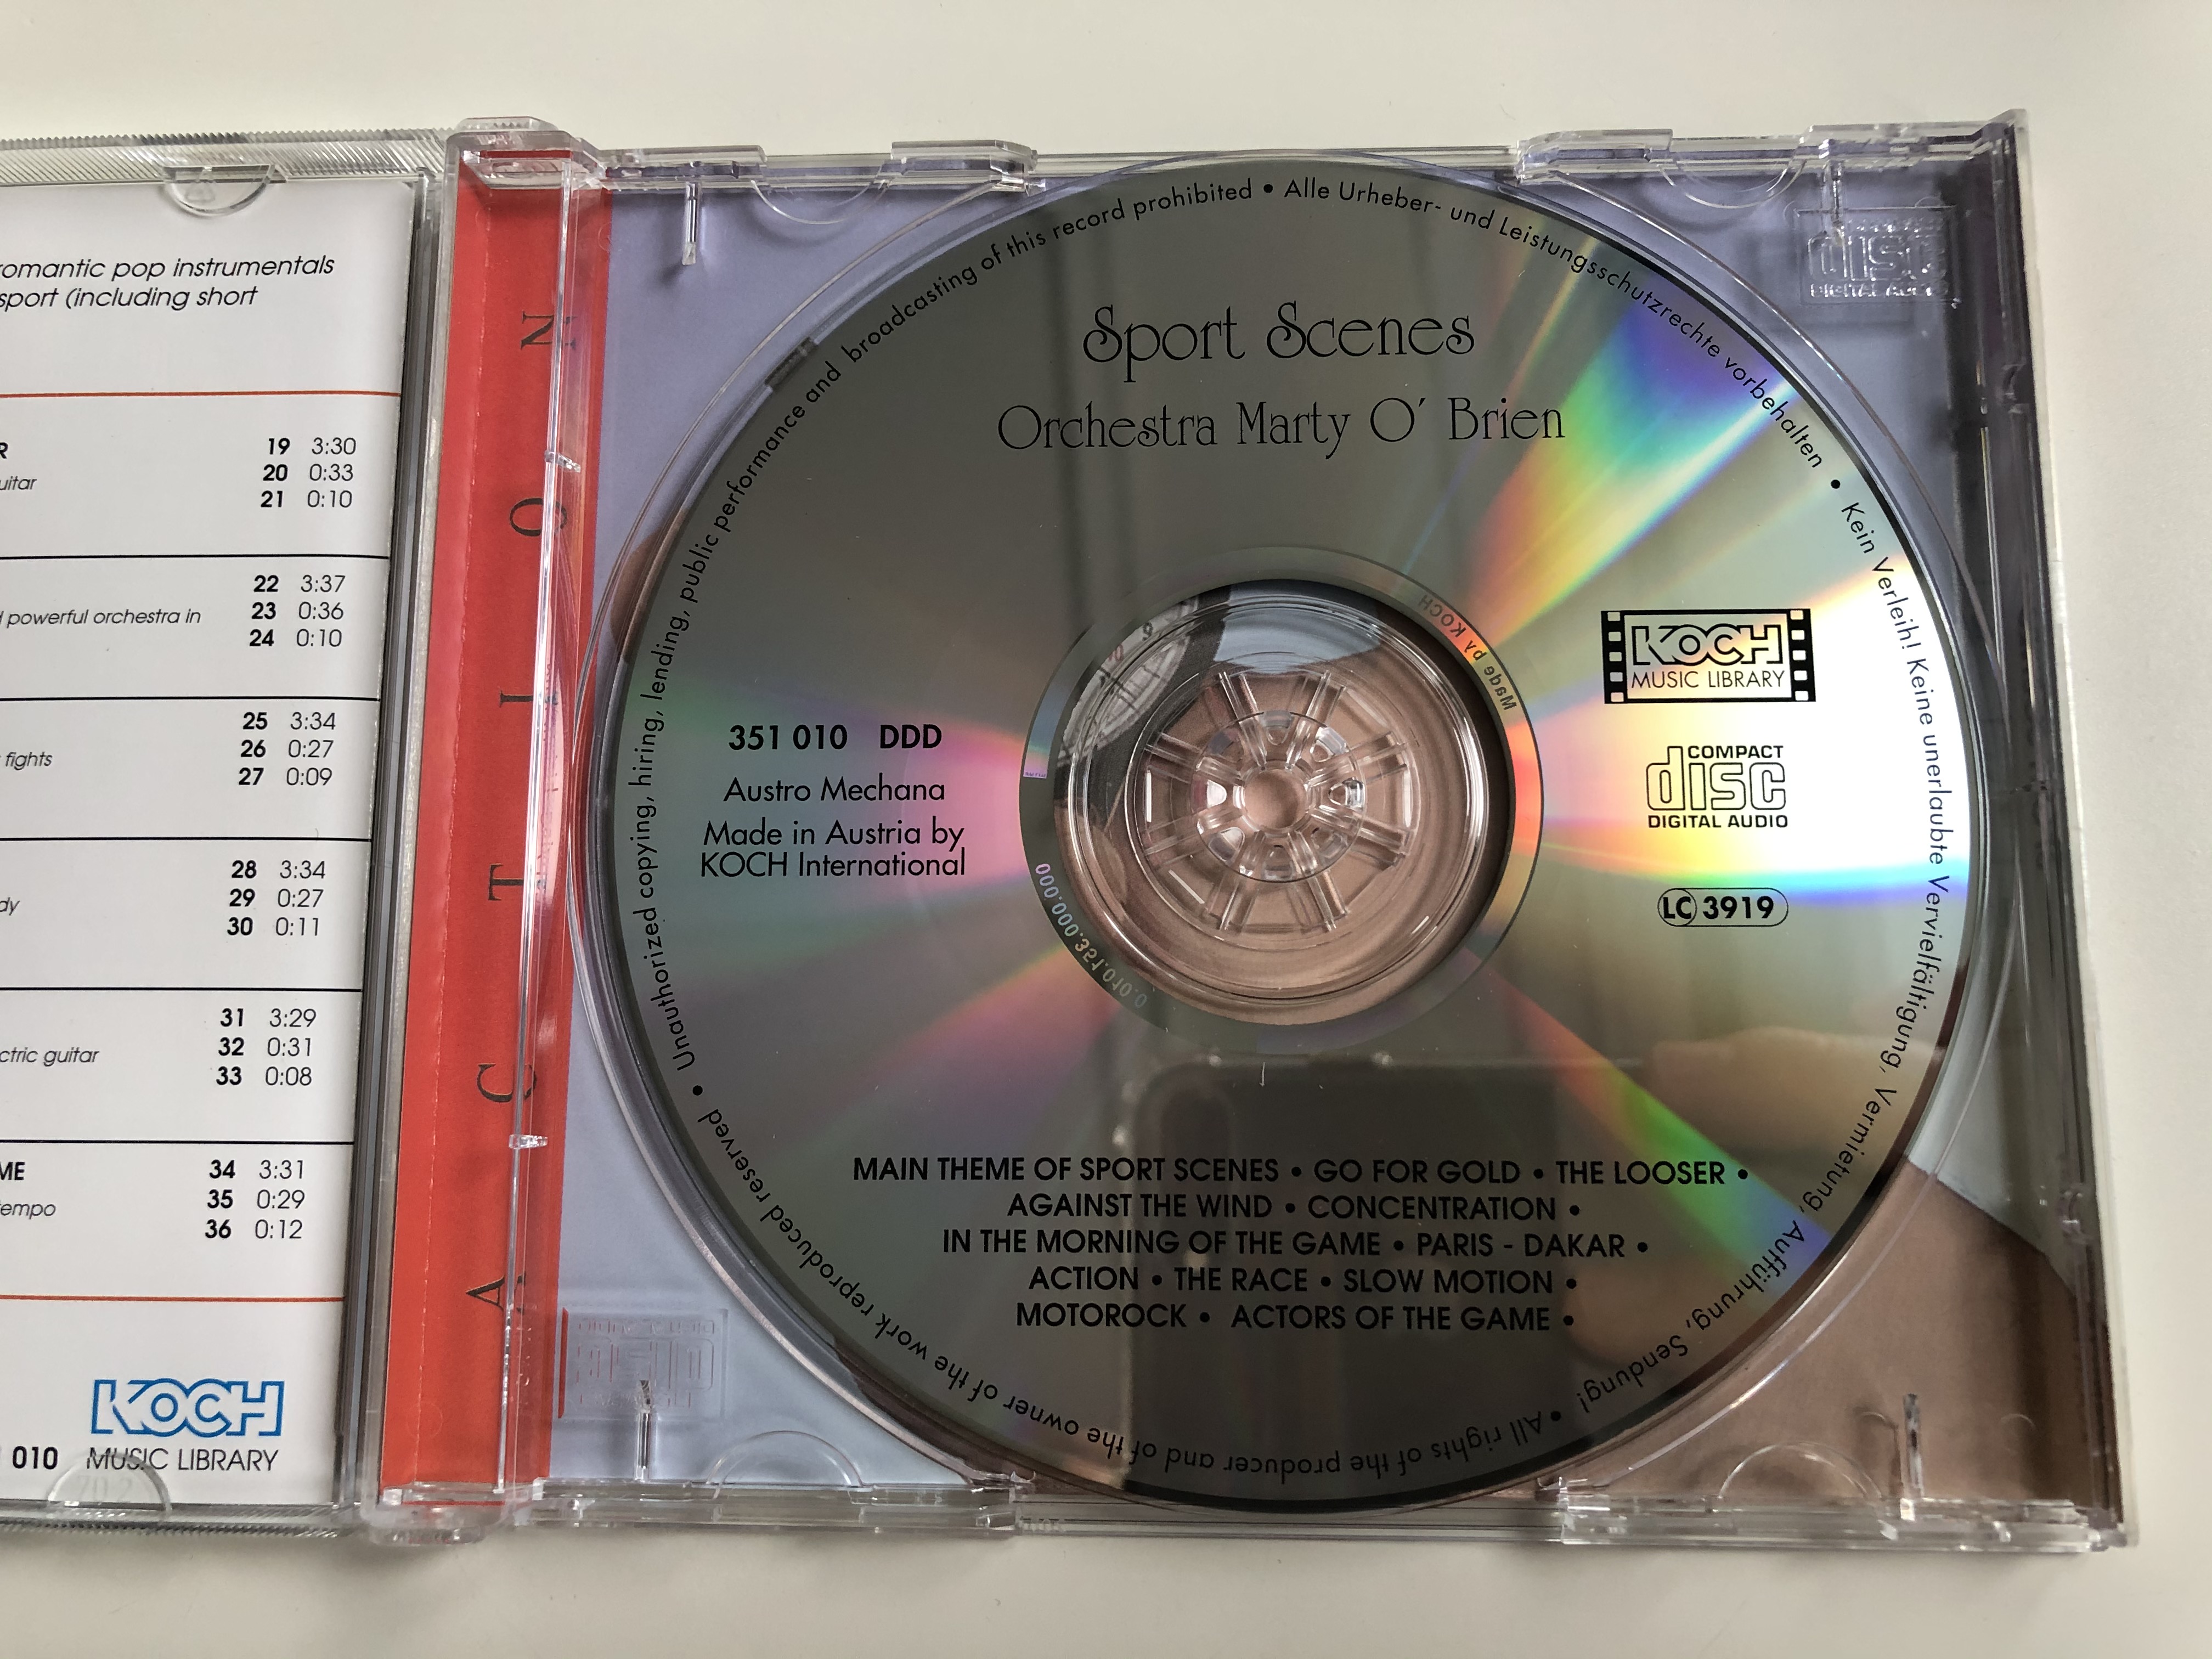 omantic pop instrumentals
sport (including short
R
19 3:30
20 0:33
uitar
21 0:10
22 3:37
powerful orchestra in
23 0:36
24 0:10
25 3:34
26 0:27
fights
27 0:09
28 3:34
29 0:27
dy
30 0:11
31 3:29
32 0:31
ctric guitar
33 0:08
ME
34 3:31
35 0:29
empo
36 0:12
KOCH
010 MUSIC LIBRARY
ACTION
Sport Scenes
Orchestra Marty O´ Brien
351 010 DDD
Austro Mechana
Made in Austria by
KOCH International
KOCH
MUSIC LIBRARY
COMPACT
disc
DIGITAL AUDIO
LC 3919
MAIN THEME OF SPORT SCENES • GO FOR GOLD • THE LOOSER •
AGAINST THE WIND • CONCENTRATION •
IN THE MORNING OF THE GAME • PARIS - DAKAR •
ACTION • THE RACE • SLOW MOTION •
MOTOROCK • ACTORS OF THE GAME •
• Unauthorized copying, hiring, lending, public performance and broadcasting of this record prohibited • Alle Urheber- und Leistungsschutzrechte vorbehalten • Kein Verleih! Keine unerlaubte Vervielfältigung, Vermietung, Aufführung, Sendung! • All rights of the producer and of the owner of the work reproduced reserved
Made by KOCH
disc
DIGITAL AUDIO